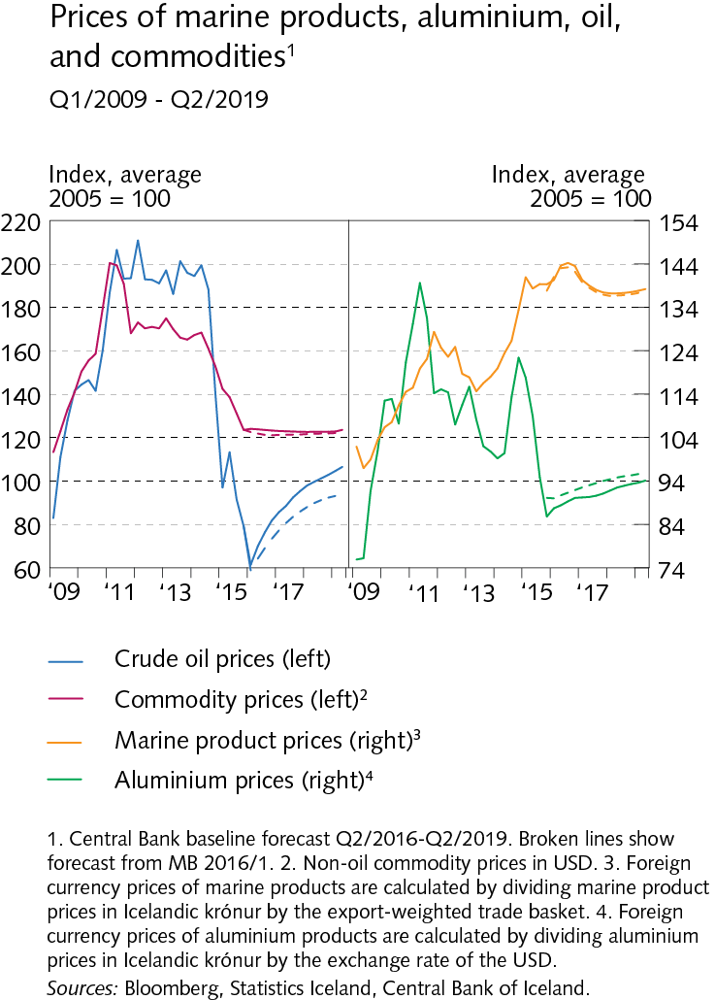 Prices of marine products, aluminium, oil,
and commodities¹
Q1/2009 - Q2/2019
Index, average
2005 = 100
Index, average
2005 = 100
220
200
180
160
140
120
100
80
60
154
144
134
124
114
104
94
84
74
‘09 ‘11 ‘13 ‘15 ‘17
‘09 ‘11 ‘13 ‘15 ‘17
Crude oil prices (left)
Commodity prices (left)²
Marine product prices (right)³
Aluminium prices (right)⁴
1. Central Bank baseline forecast Q2/2016-Q2/2019. Broken lines show
forecast from MB 2016/1. 2. Non-oil commodity prices in USD. 3. Foreign
currency prices of marine products are calculated by dividing marine product
prices in Icelandic krónur by the export-weighted trade basket. 4. Foreign
currency prices of aluminium products are calculated by dividing aluminium
prices in Icelandic krónur by the exchange rate of the USD.
Sources: Bloomberg, Statistics Iceland, Central Bank of Iceland.